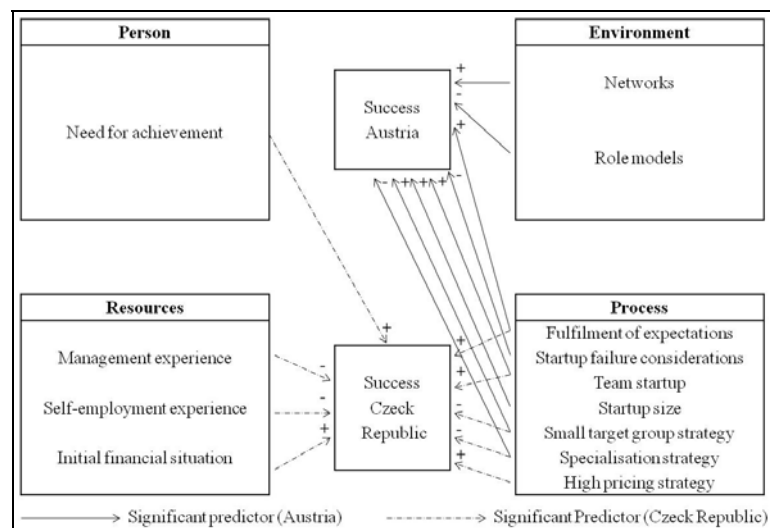 Person
Need for achievement
Success
Austria
+
-
+
- + + + -
Environment
Networks
Role models
Resources
Management experience
Self-employment experience
Initial financial situation
-
-
+
+
Success
Czeck
Republic
+
+
-
-
+
Process
Fulfilment of expectations
Startup failure considerations
Team startup
Startup size
Small target group strategy
Specialisation strategy
High pricing strategy
Significant predictor (Austria)
Significant Predictor (Czeck Republic)